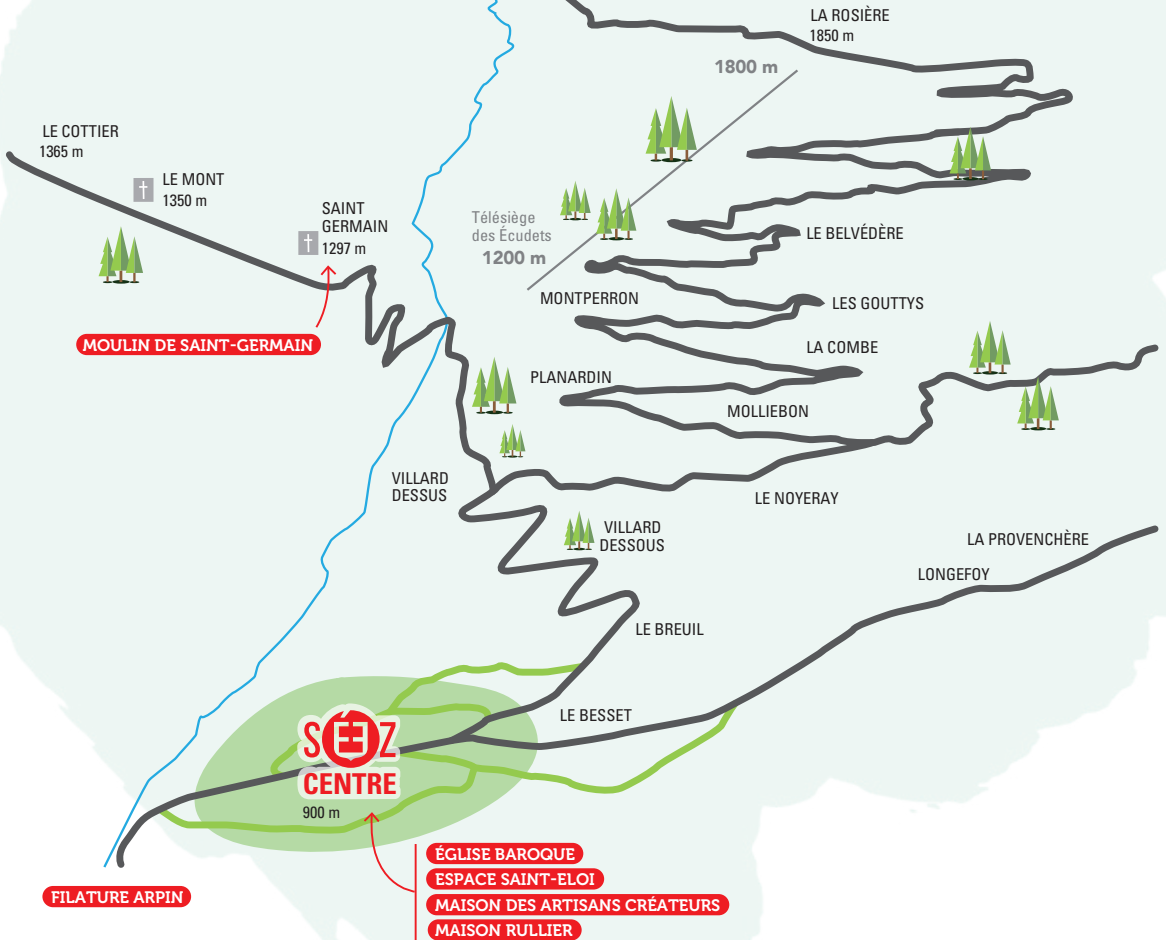 LA ROSIÈRE
1850 m
1800 m
LE COTTIER
1365 m
LE MONT
1350 m
SAINT
GERMAIN
1297 m
Télésiège
des Écudets
1200 m
LE BELVÉDÈRE
MONTPERRON
LES GOUTTYS
MOULIN DE SAINT-GERMAIN
LA COMBE
PLANARDIN
MOLLIEBON
VILLARD
DESSUS
LE NOYERAY
VILLARD
DESSOUS
LA PROVENCHÈRE
LONGEFOY
LE BREUIL
LE BESSET
SÉEZ
CENTRE
900 m
ÉGLISE BAROQUE
ESPACE SAINT-ELOI
MAISON DES ARTISANS CRÉATEURS
MAISON RULLIER
FILATURE ARPIN